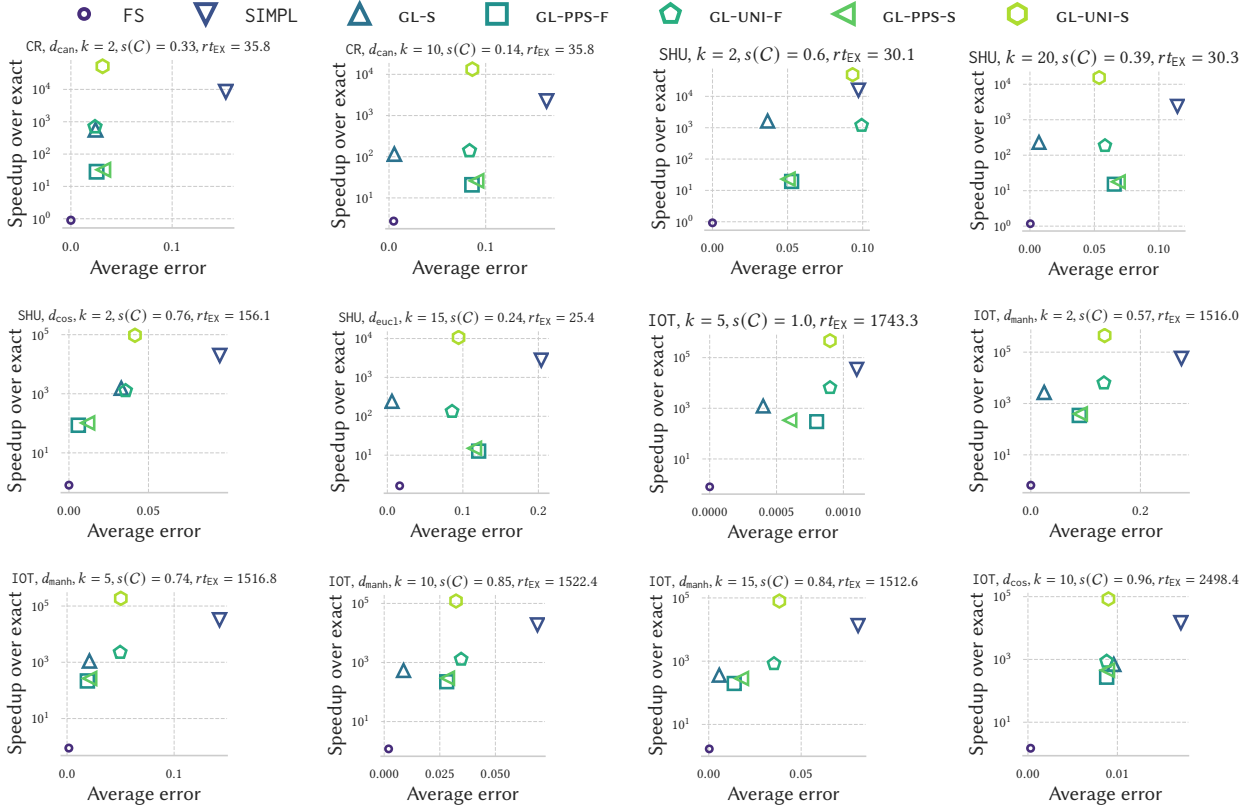 FS SIMPL GL-S GL-PPS-F GL-UNI-F GL-PPS-S GL-UNI-S
CR, d_can, k = 2, s(C) = 0.33, rt_EX = 35.8
Speedup over exact
10^4
10^3
10^2
10^1
10^0
0.0 0.1
Average error
CR, d_can, k = 10, s(C) = 0.14, rt_EX = 35.8
Speedup over exact
10^4
10^3
10^2
10^1
0.1
Average error
SHU, k = 2, s(C) = 0.6, rt_EX = 30.1
Speedup over exact
10^4
10^3
10^2
10^1
10^0
0.00 0.05 0.10
Average error
SHU, k = 20, s(C) = 0.39, rt_EX = 30.3
Speedup over exact
10^4
10^3
10^2
10^1
10^0
0.00 0.05 0.10
Average error
SHU, d_cos, k = 2, s(C) = 0.76, rt_EX = 156.1
Speedup over exact
10^5
10^3
10^1
0.00 0.05
Average error
SHU, d_eucl, k = 15, s(C) = 0.24, rt_EX = 25.4
Speedup over exact
10^4
10^3
10^2
10^1
0.0 0.1 0.2
Average error
IOT, k = 5, s(C) = 1.0, rt_EX = 1743.3
Speedup over exact
10^5
10^3
10^1
0.0000 0.0005 0.0010
Average error
IOT, d_manh, k = 2, s(C) = 0.57, rt_EX = 1516.0
Speedup over exact
10^5
10^3
10^1
0.0 0.2
Average error
IOT, d_manh, k = 5, s(C) = 0.74, rt_EX = 1516.8
Speedup over exact
10^5
10^3
10^1
0.0 0.1
Average error
IOT, d_manh, k = 10, s(C) = 0.85, rt_EX = 1522.4
Speedup over exact
10^5
10^3
10^1
0.000 0.025 0.050
Average error
IOT, d_manh, k = 15, s(C) = 0.84, rt_EX = 1512.6
Speedup over exact
10^5
10^3
10^1
0.00 0.05
Average error
IOT, d_cos, k = 10, s(C) = 0.96, rt_EX = 2498.4
Speedup over exact
10^5
10^3
10^1
0.00 0.01
Average error